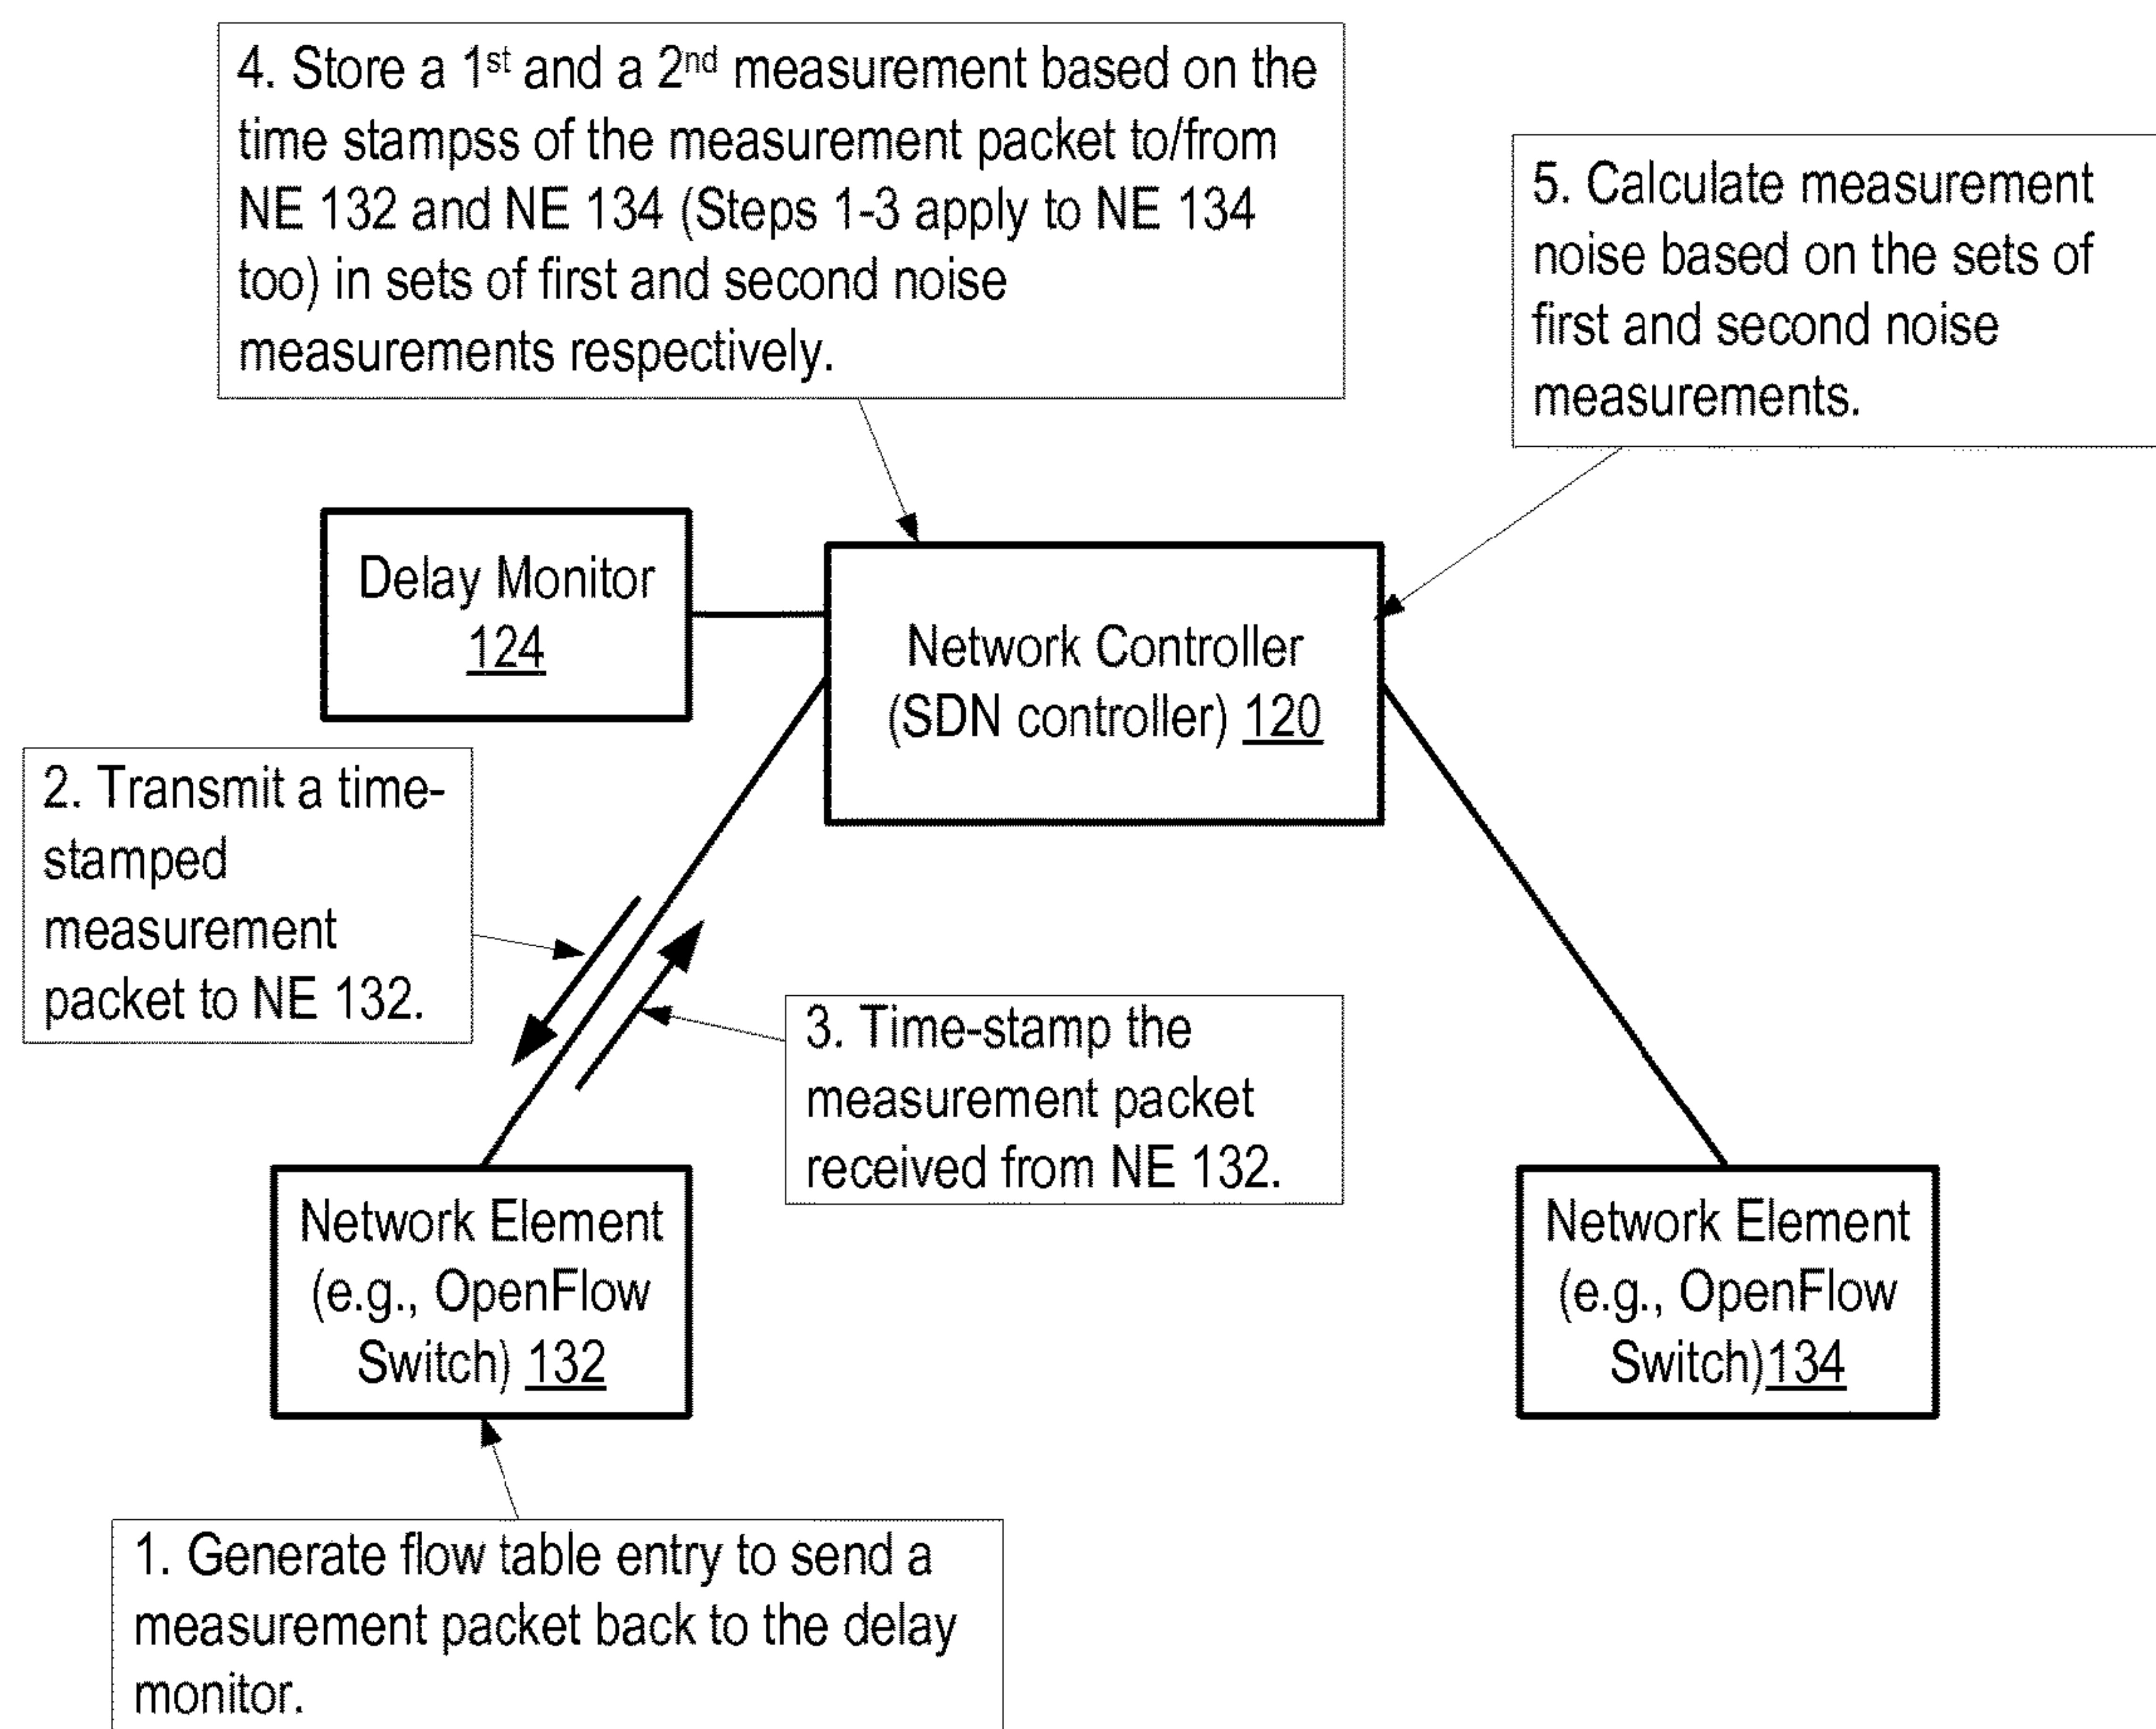 4. Store a 1st and a 2nd measurement based on the
time stampss of the measurement packet to/from
NE 132 and NE 134 (Steps 1-3 apply to NE 134
too) in sets of first and second noise
measurements respectively.
5. Calculate measurement
noise based on the sets of
first and second noise
measurements.
Delay Monitor
124
Network Controller
(SDN controller) 120
2. Transmit a time-
stamped
measurement
packet to NE 132.
3. Time-stamp the
measurement packet
received from NE 132.
Network Element
(e.g., OpenFlow
Switch) 132
Network Element
(e.g., OpenFlow
Switch)134
1. Generate flow table entry to send a
measurement packet back to the delay
monitor.